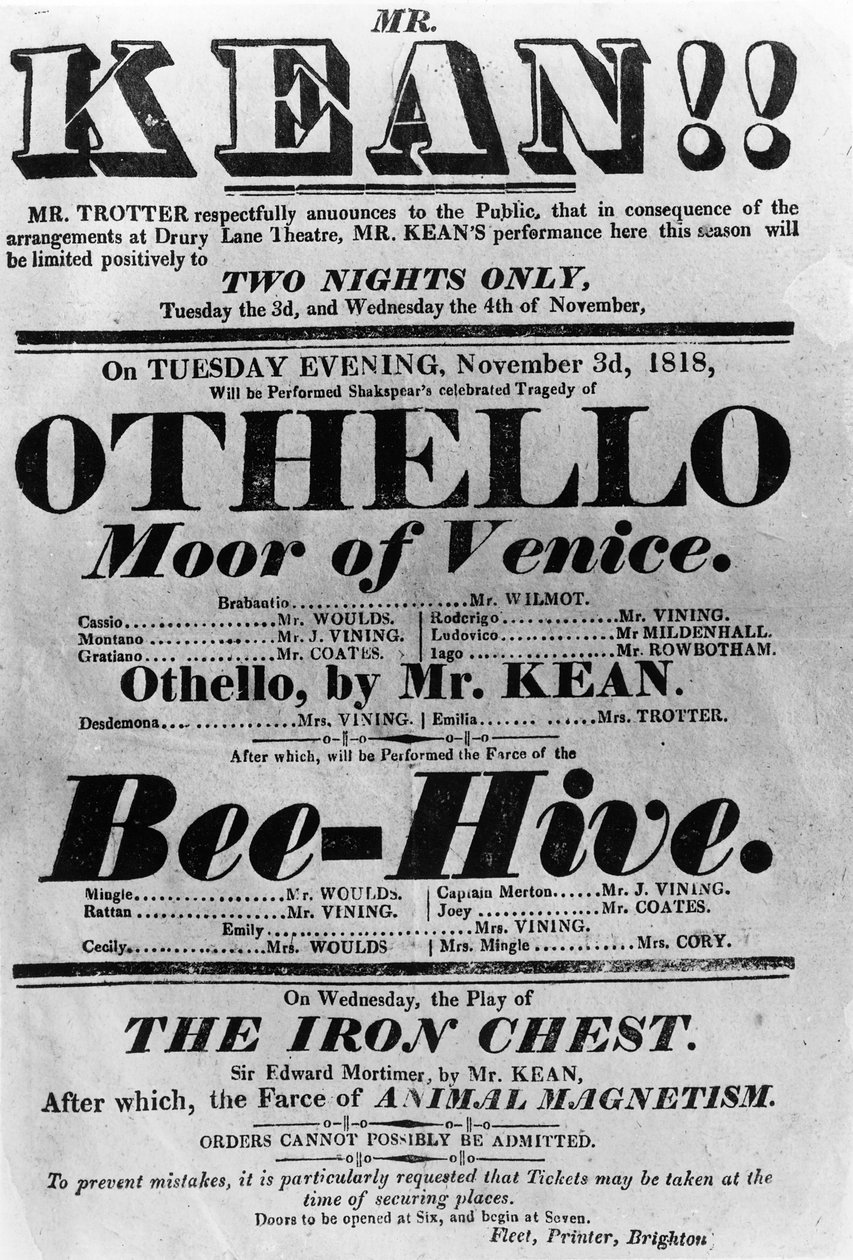 MR.
KEAN!!
MR. TROTTER respectfully anuounces to the Public, that in consequence of the
arrangements at Drury Lane Theatre, MR. KEAN'S performance here this season will
be limited positively to
TWO NIGHTS ONLY,
Tuesday the 3d, and Wednesday the 4th of November,
On TUESDAY EVENING, November 3d, 1818,
Will be Performed Shakspear's celebrated Tragedy of
OTHELLO
Moor of Venice.
Brabantio....................Mr. WILMOT.
Cassio..................Mr. WOULDS. | Roderigo..............Mr. VINING.
Montano ..............Mr. J. VINING. | Ludovico..............Mr MILDENHALL.
Gratiano.... ...........Mr. COATES. | Iago ..................Mr. ROWBOTHAM.
Othello, by Mr. KEAN.
Desdemona.... .............Mrs. VINING. | Emilia....... ......Mrs. TROTTER.
After which, will be Performed the Farce of the
Bee-Hive.
Mingle..................Mr. WOULDS. | Captain Merton......Mr. J. VINING.
Rattan ..................Mr. VINING. | Joey ...............Mr. COATES.
Emily.........................Mrs. VINING.
Cecily..................Mrs. WOULDS | Mrs. Mingle ............Mrs. CORY.
On Wednesday, the Play of
THE IRON CHEST.
Sir Edward Mortimer, by Mr. KEAN,
After which, the Farce of ANIMAL MAGNETISM.
ORDERS CANNOT POSSIBLY BE ADMITTED.
To prevent mistakes, it is particularly requested that Tickets may be taken at the
time of securing places.
Doors to be opened at Six, and begin at Seven.
Fleet, Printer, Brighton